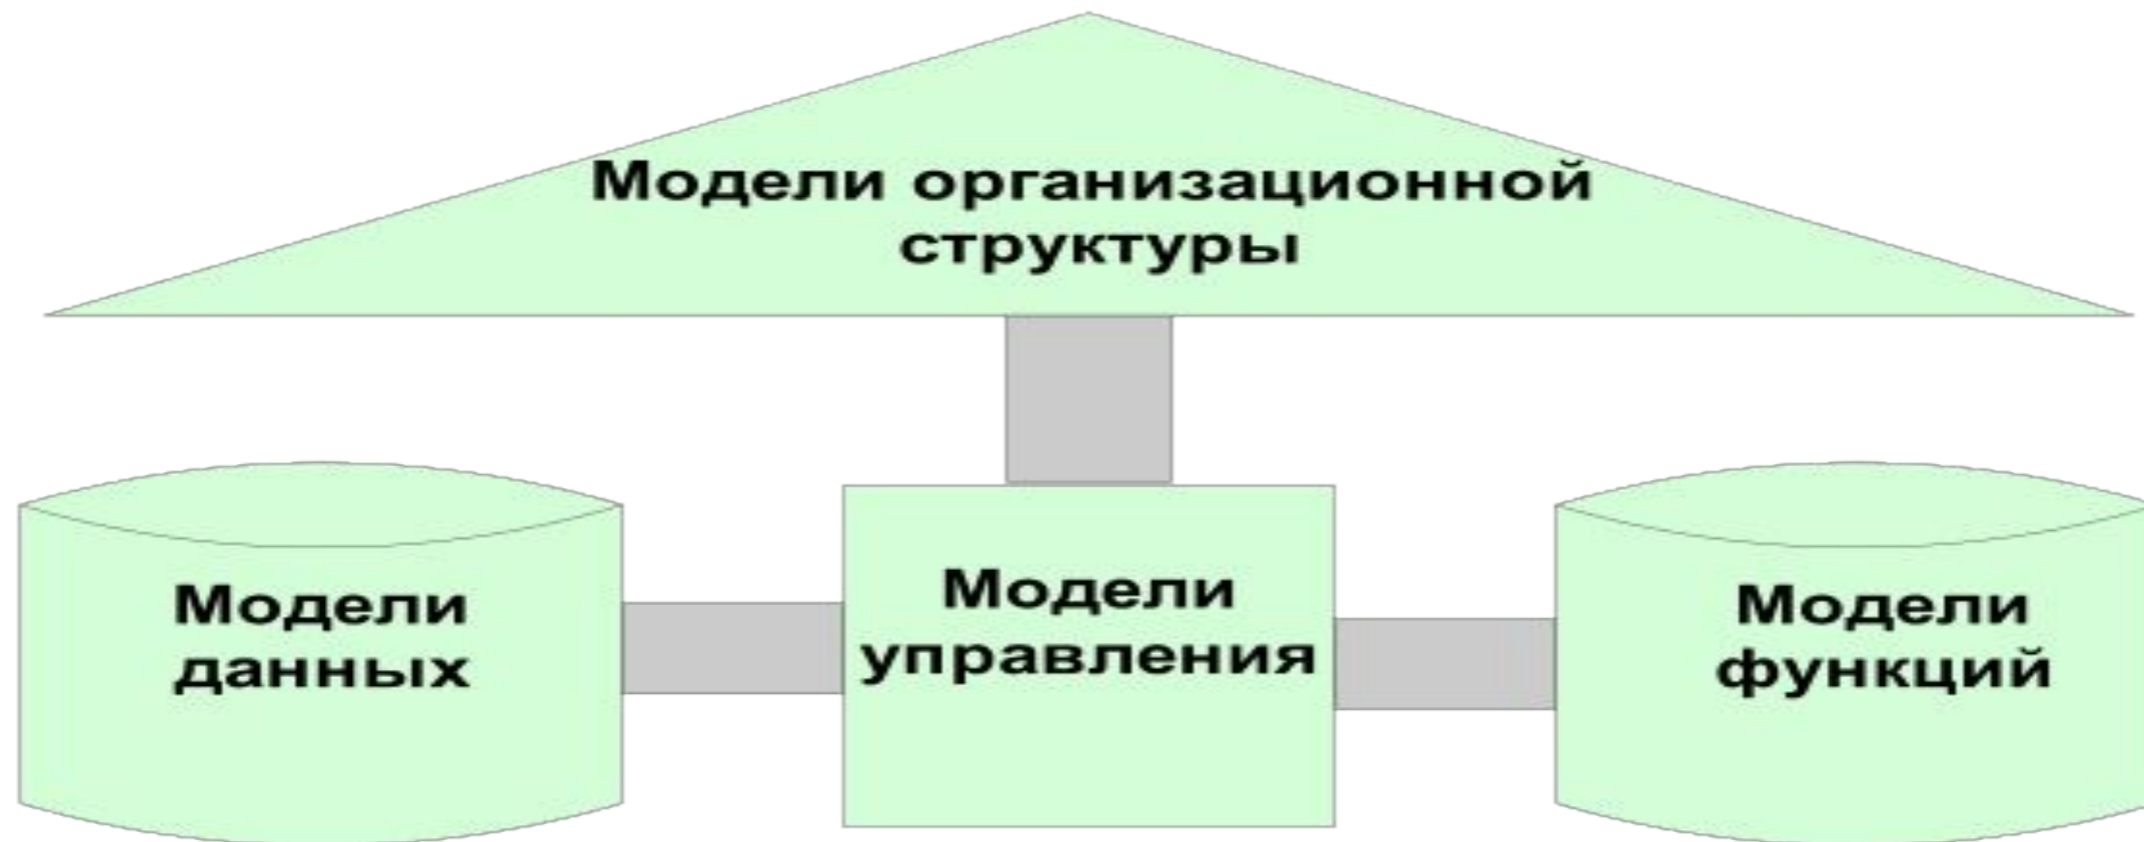 Модели организационной
структуры
Модели
данных
Модели
управления
Модели
функций